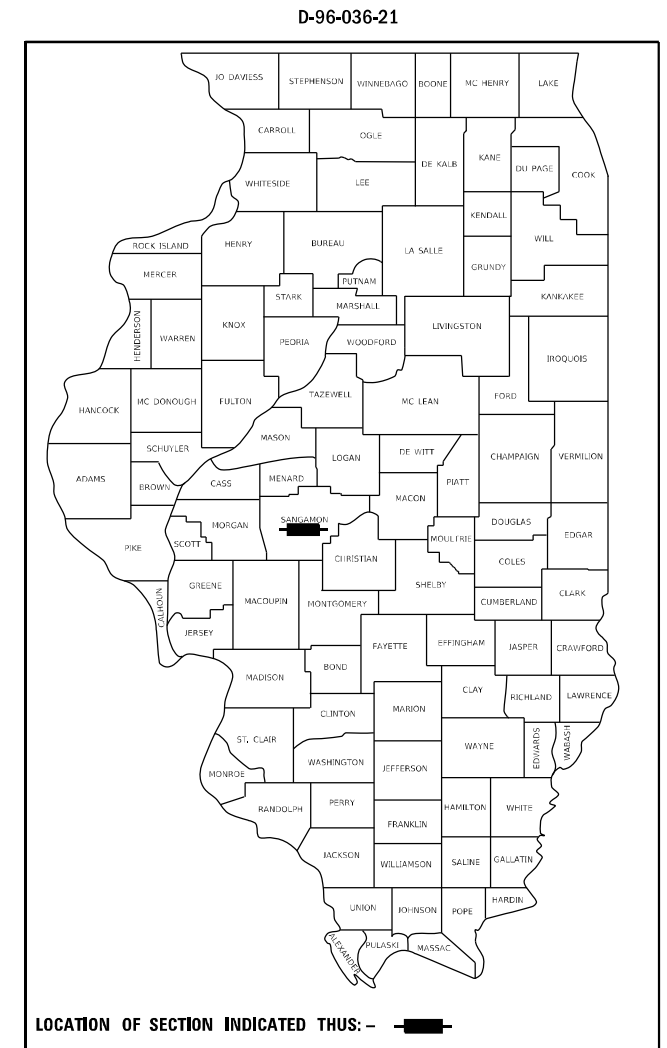 D-96-036-21
JO DAVIESS
STEPHENSON
WINNEBAGO
BOONE
MC HENRY
LAKE
CARROLL
OGLE
DE KALB
KANE
DU PAGE
COOK
WHITESIDE
LEE
KENDALL
WILL
ROCK ISLAND
HENRY
BUREAU
LA SALLE
GRUNDY
MERCER
PUTNAM
STARK
MARSHALL
KANKAKEE
HENDERSON
WARREN
KNOX
PEORIA
WOODFORD
LIVINGSTON
IROQUOIS
HANCOCK
MC DONOUGH
FULTON
TAZEWELL
MC LEAN
FORD
MASON
SCHUYLER
LOGAN
DE WITT
CHAMPAIGN
VERMILION
ADAMS
BROWN
CASS
MENARD
PIATT
MACON
SANGAMON
MORGAN
SCOTT
PIKE
DOUGLAS
EDGAR
MOULTRIE
CHRISTIAN
COLES
SHELBY
GREENE
CALHOUN
MACOUPIN
MONTGOMERY
CUMBERLAND
CLARK
JERSEY
FAYETTE
EFFINGHAM
JASPER
CRAWFORD
BOND
MADISON
CLAY
RICHLAND
LAWRENCE
CLINTON
MARION
ST. CLAIR
WAYNE
EDWARDS
WABASH
WASHINGTON
JEFFERSON
MONROE
RANDOLPH
PERRY
HAMILTON
WHITE
FRANKLIN
JACKSON
WILLIAMSON
SALINE
GALLATIN
UNION
JOHNSON
POPE
HARDIN
ALEXANDER
PULASKI
MASSAC
LOCATION OF SECTION INDICATED THUS: –